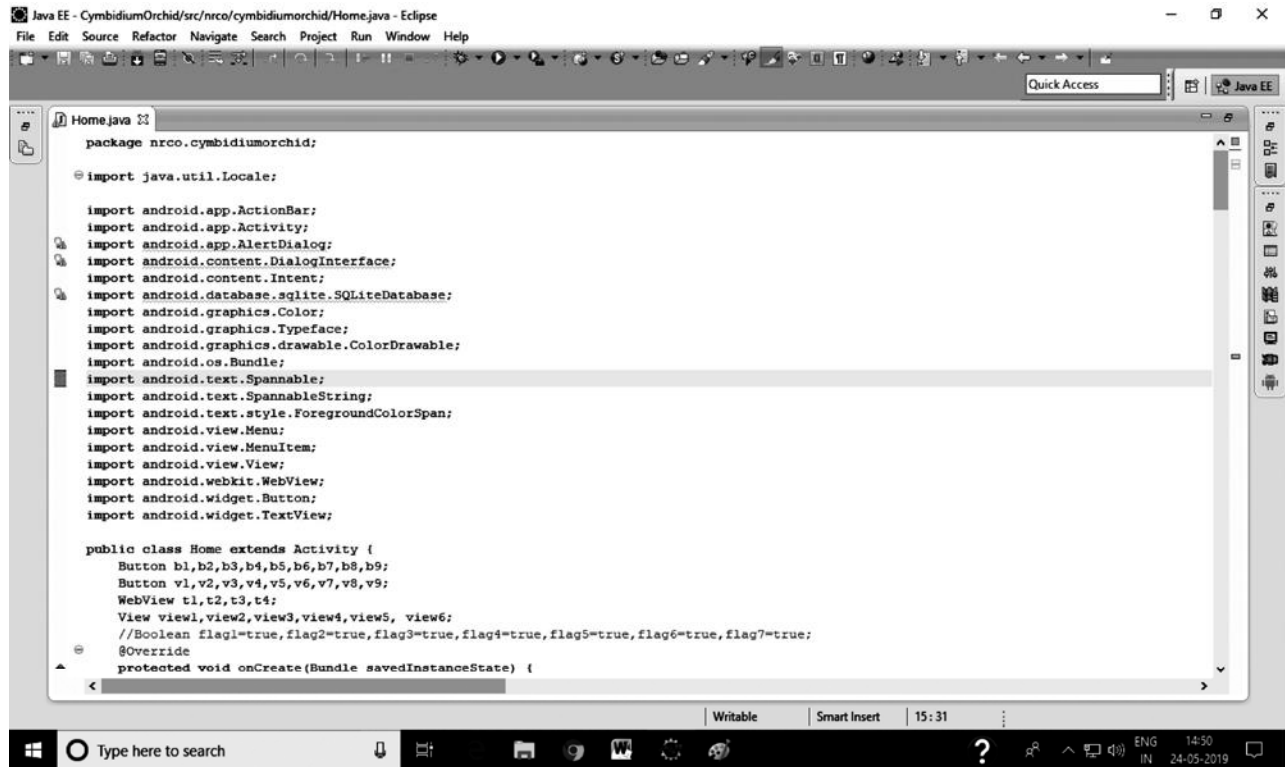 Java EE - CymbidiumOrchid/src/nrco/cymbidiumorchid/Home.java - Eclipse
File Edit Source Refactor Navigate Search Project Run Window Help
Quick Access
Java EE
Home.java
package nrco.cymbidiumorchid;
import java.util.Locale;
import android.app.ActionBar;
import android.app.Activity;
import android.app.AlertDialog;
import android.content.DialogInterface;
import android.content.Intent;
import android.database.sqlite.SQLiteDatabase;
import android.graphics.Color;
import android.graphics.Typeface;
import android.graphics.drawable.ColorDrawable;
import android.os.Bundle;
import android.text.Spannable;
import android.text.SpannableString;
import android.text.style.ForegroundColorSpan;
import android.view.Menu;
import android.view.MenuItem;
import android.view.View;
import android.webkit.WebView;
import android.widget.Button;
import android.widget.TextView;
public class Home extends Activity {
Button b1,b2,b3,b4,b5,b6,b7,b8,b9;
Button v1,v2,v3,v4,v5,v6,v7,v8,v9;
WebView t1,t2,t3,t4;
View view1,view2,view3,view4,view5, view6;
//Boolean flag1=true,flag2=true,flag3=true,flag4=true,flag5=true,flag6=true,flag7=true;
@Override
protected void onCreate(Bundle savedInstanceState) {
Writable Smart Insert 15 : 31
Type here to search
ENG 14:50
IN 24-05-2019